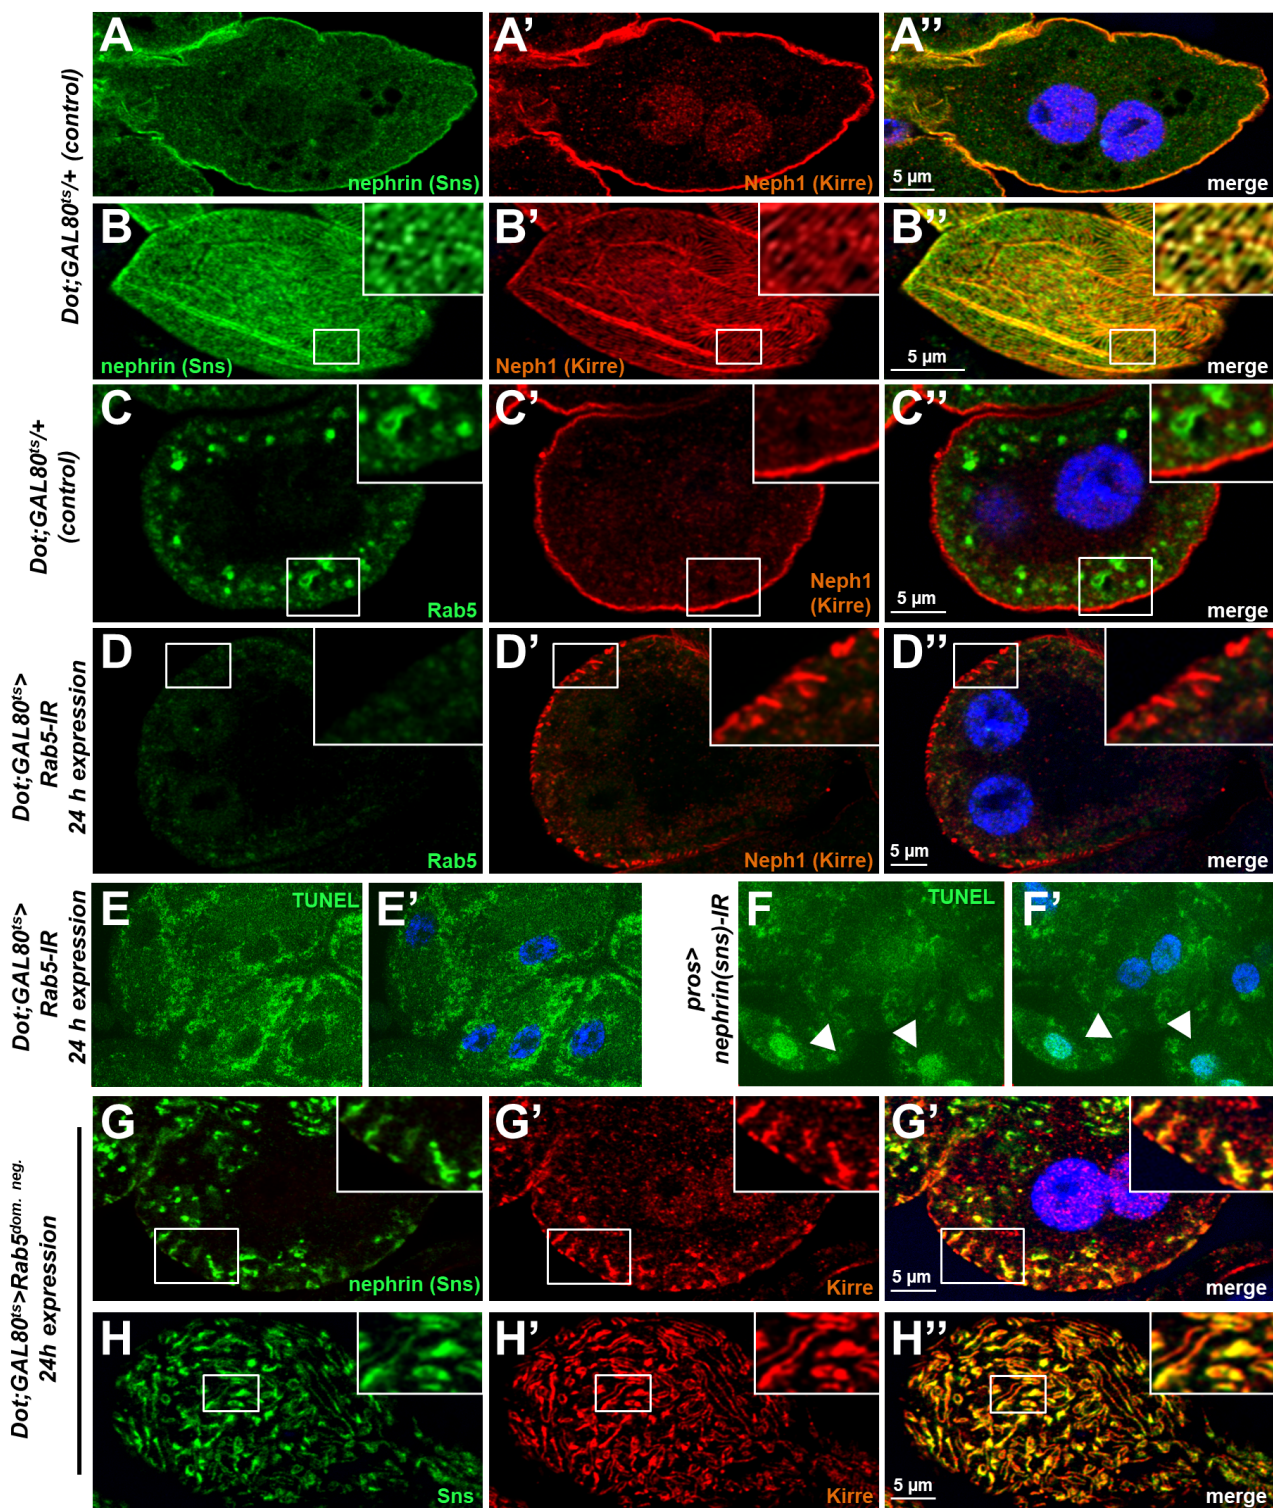 Dot;GAL80ts/+ (control)
A
nephrin (Sns)
A'
Neph1 (Kirre)
A''
5 µm
merge
B
nephrin (Sns)
B'
Neph1 (Kirre)
B''
5 µm
merge
Dot;GAL80ts/+
(control)
C
Rab5
C'
Neph1
(Kirre)
C''
5 µm
merge
Dot;GAL80ts>
Rab5-IR
24 h expression
D
Rab5
D'
Neph1 (Kirre)
D''
5 µm
merge
Dot;GAL80ts>
Rab5-IR
24 h expression
E
TUNEL
E'
pros>
nephrin(sns)-IR
F
TUNEL
F'
Dot;GAL80ts>Rab5dom. neg.
24h expression
G
nephrin (Sns)
G'
Kirre
G'
5 µm
merge
H
Sns
H'
Kirre
H''
5 µm
merge